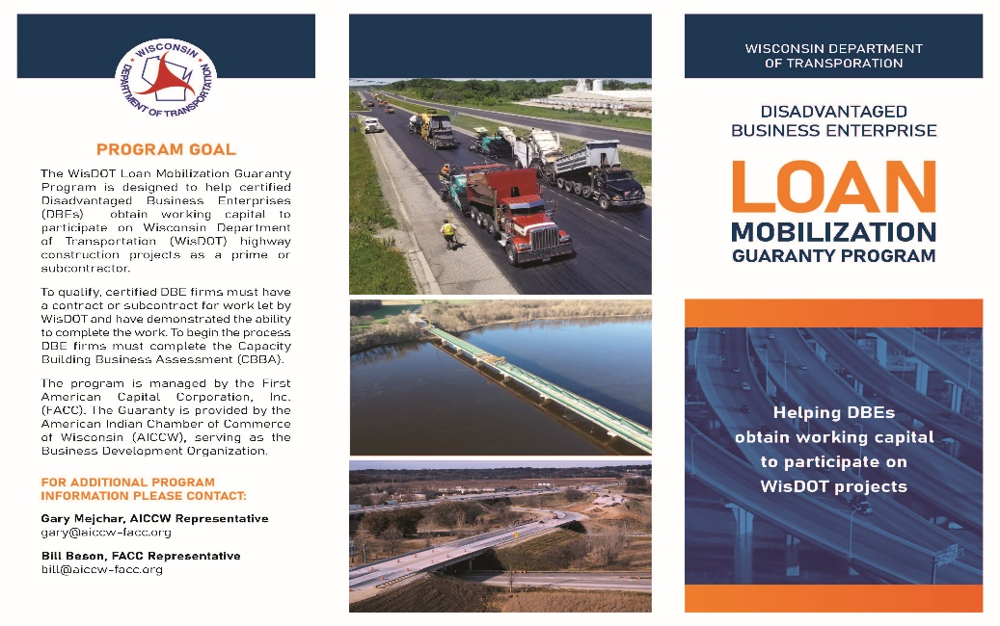 WISCONSIN
DEPARTMENT OF TRANSPORTATION
PROGRAM GOAL
The WisDOT Loan Mobilization Guaranty
Program is designed to help certified
Disadvantaged Business Enterprises
(DBEs) obtain working capital to
participate on Wisconsin Department
of Transportation (WisDOT) highway
construction projects as a prime or
subcontractor.
To qualify, certified DBE firms must have
a contract or subcontract for work let by
WisDOT and have demonstrated the ability
to complete the work. To begin the process
DBE firms must complete the Capacity
Building Business Assessment (CBBA).
The program is managed by the First
American Capital Corporation, Inc.
(FACC). The Guaranty is provided by the
American Indian Chamber of Commerce
of Wisconsin (AICCW), serving as the
Business Development Organization.
FOR ADDITIONAL PROGRAM
INFORMATION PLEASE CONTACT:
Gary Mejchar, AICCW Representative
gary@aiccw-facc.org
Bill Beson, FACC Representative
bill@aiccw-facc.org
WISCONSIN DEPARTMENT
OF TRANSPORATION
DISADVANTAGED
BUSINESS ENTERPRISE
LOAN
MOBILIZATION
GUARANTY PROGRAM
Helping DBEs
obtain working capital
to participate on
WisDOT projects